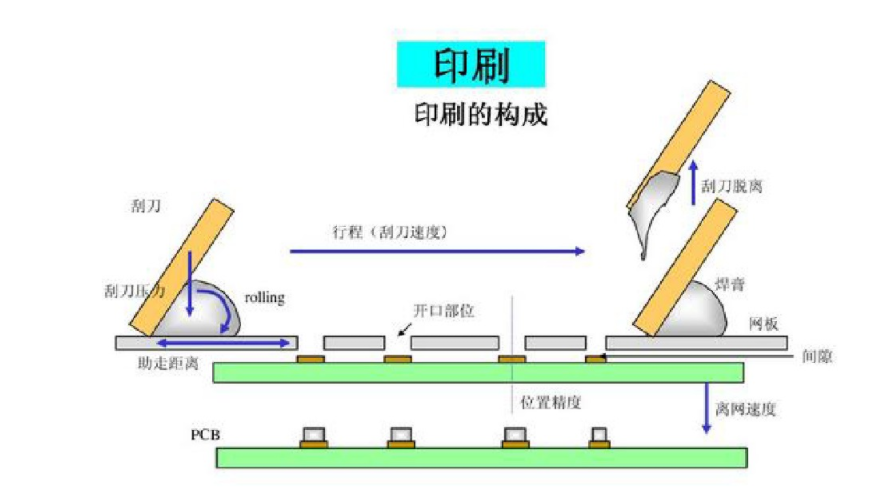 印刷
印刷的构成
刮刀脱离
刮刀
行程（刮刀速度）
刮刀压力
rolling
焊膏
开口部位
网板
间隙
助走距离
位置精度
离网速度
PCB